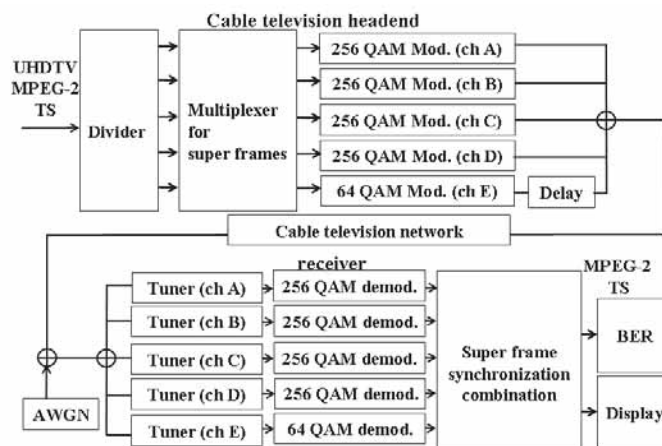 Cable television headend
UHDTV
MPEG-2
TS
Divider
Multiplexer
for
super frames
256 QAM Mod. (ch A)
256 QAM Mod. (ch B)
256 QAM Mod. (ch C)
256 QAM Mod. (ch D)
64 QAM Mod. (ch E)
Delay
Cable television network
receiver
MPEG-2
TS
Tuner (ch A)
256 QAM demod.
Tuner (ch B)
256 QAM demod.
Tuner (ch C)
256 QAM demod.
Tuner (ch D)
256 QAM demod.
Tuner (ch E)
64 QAM demod.
AWGN
Super frame
synchronization
combination
BER
Display